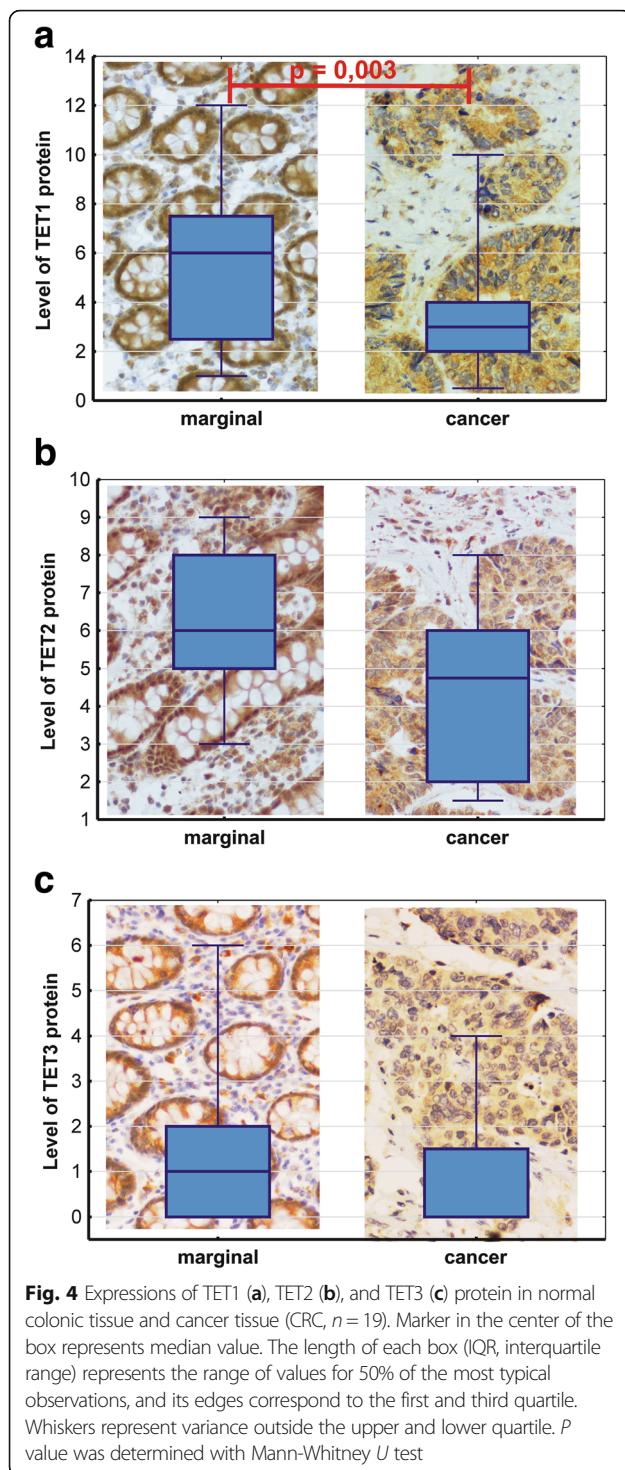 a
14
12
10
8
6
4
2
0
Level of TET1 protein
p = 0,003
marginal cancer
b
10
9
8
7
6
5
4
3
2
1
Level of TET2 protein
marginal cancer
c
7
6
5
4
3
2
1
0
Level of TET3 protein
marginal cancer
Fig. 4 Expressions of TET1 (a), TET2 (b), and TET3 (c) protein in normal
colonic tissue and cancer tissue (CRC, n = 19). Marker in the center of the
box represents median value. The length of each box (IQR, interquartile
range) represents the range of values for 50% of the most typical
observations, and its edges correspond to the first and third quartile.
Whiskers represent variance outside the upper and lower quartile. P
value was determined with Mann-Whitney U test